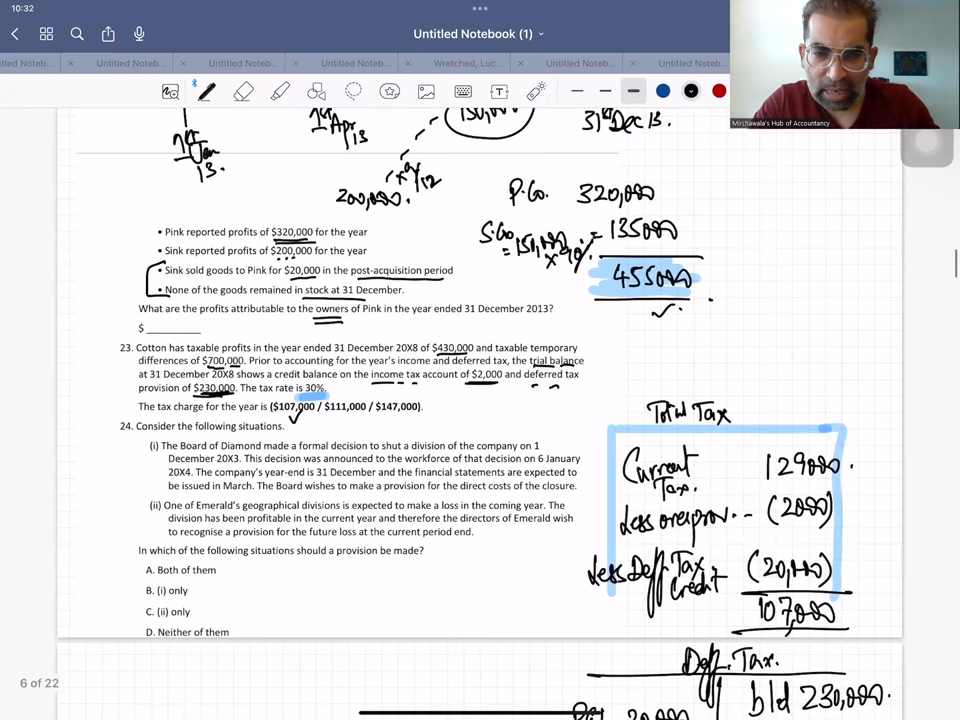 10:32
Untitled Notebook (1)
Untitled Noteb...
Untitled Noteb...
Untitled Noteb...
Wretched, Luc...
Untitled Noteb...
Untitled Noteb...
Mirchawala's Hub of Accountancy
1st Jan 13.
1st Apr 13
150,000
31st Dec 13.
200,000.
x 9/12
P.Co. 320,000
S.Co = 150,000 x 90% = 135000
455000
• Pink reported profits of $320,000 for the year
• Sink reported profits of $200,000 for the year
• Sink sold goods to Pink for $20,000 in the post-acquisition period
• None of the goods remained in stock at 31 December.
What are the profits attributable to the owners of Pink in the year ended 31 December 2013?
$ __________
23. Cotton has taxable profits in the year ended 31 December 20X8 of $430,000 and taxable temporary
differences of $700,000. Prior to accounting for the year's income and deferred tax, the trial balance
at 31 December 20X8 shows a credit balance on the income tax account of $2,000 and deferred tax
provision of $230,000. The tax rate is 30%.
The tax charge for the year is ($107,000 / $111,000 / $147,000).
24. Consider the following situations.
(i) The Board of Diamond made a formal decision to shut a division of the company on 1
December 20X3. This decision was announced to the workforce of that decision on 6 January
20X4. The company's year-end is 31 December and the financial statements are expected to
be issued in March. The Board wishes to make a provision for the direct costs of the closure.
(ii) One of Emerald's geographical divisions is expected to make a loss in the coming year. The
division has been profitable in the current year and therefore the directors of Emerald wish
to recognise a provision for the future loss at the current period end.
In which of the following situations should a provision be made?
A. Both of them
B. (i) only
C. (ii) only
D. Neither of them
Total Tax
Current Tax. 129000.
Less overprov. (2000)
Less Deff. Tax Credit (20,000)
107,000
6 of 22
Deff. Tax.
b/d 230,000.